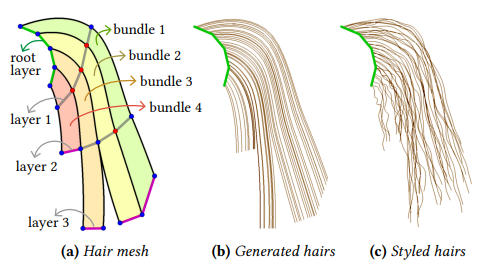 bundle 1
bundle 2
bundle 3
bundle 4
root
layer
layer 1
layer 2
layer 3
(a) Hair mesh
(b) Generated hairs
(c) Styled hairs